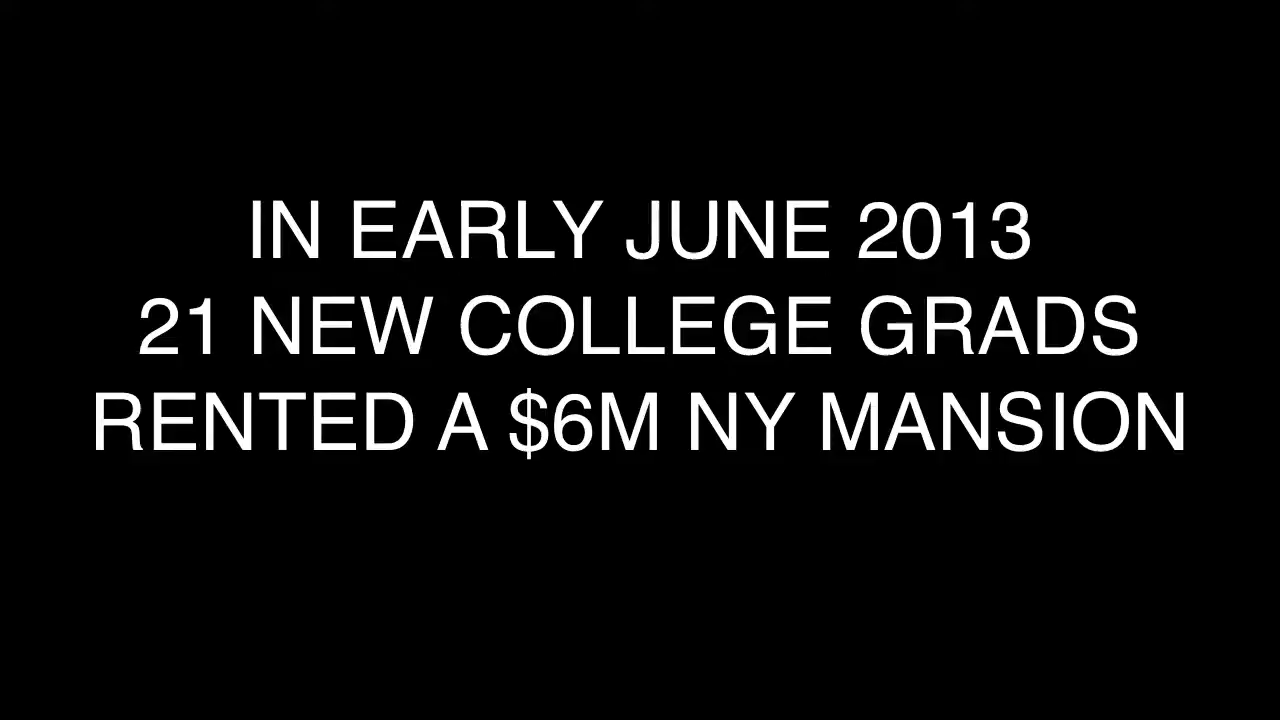 IN EARLY JUNE 2013
21 NEW COLLEGE GRADS
RENTED A $6M NY MANSION